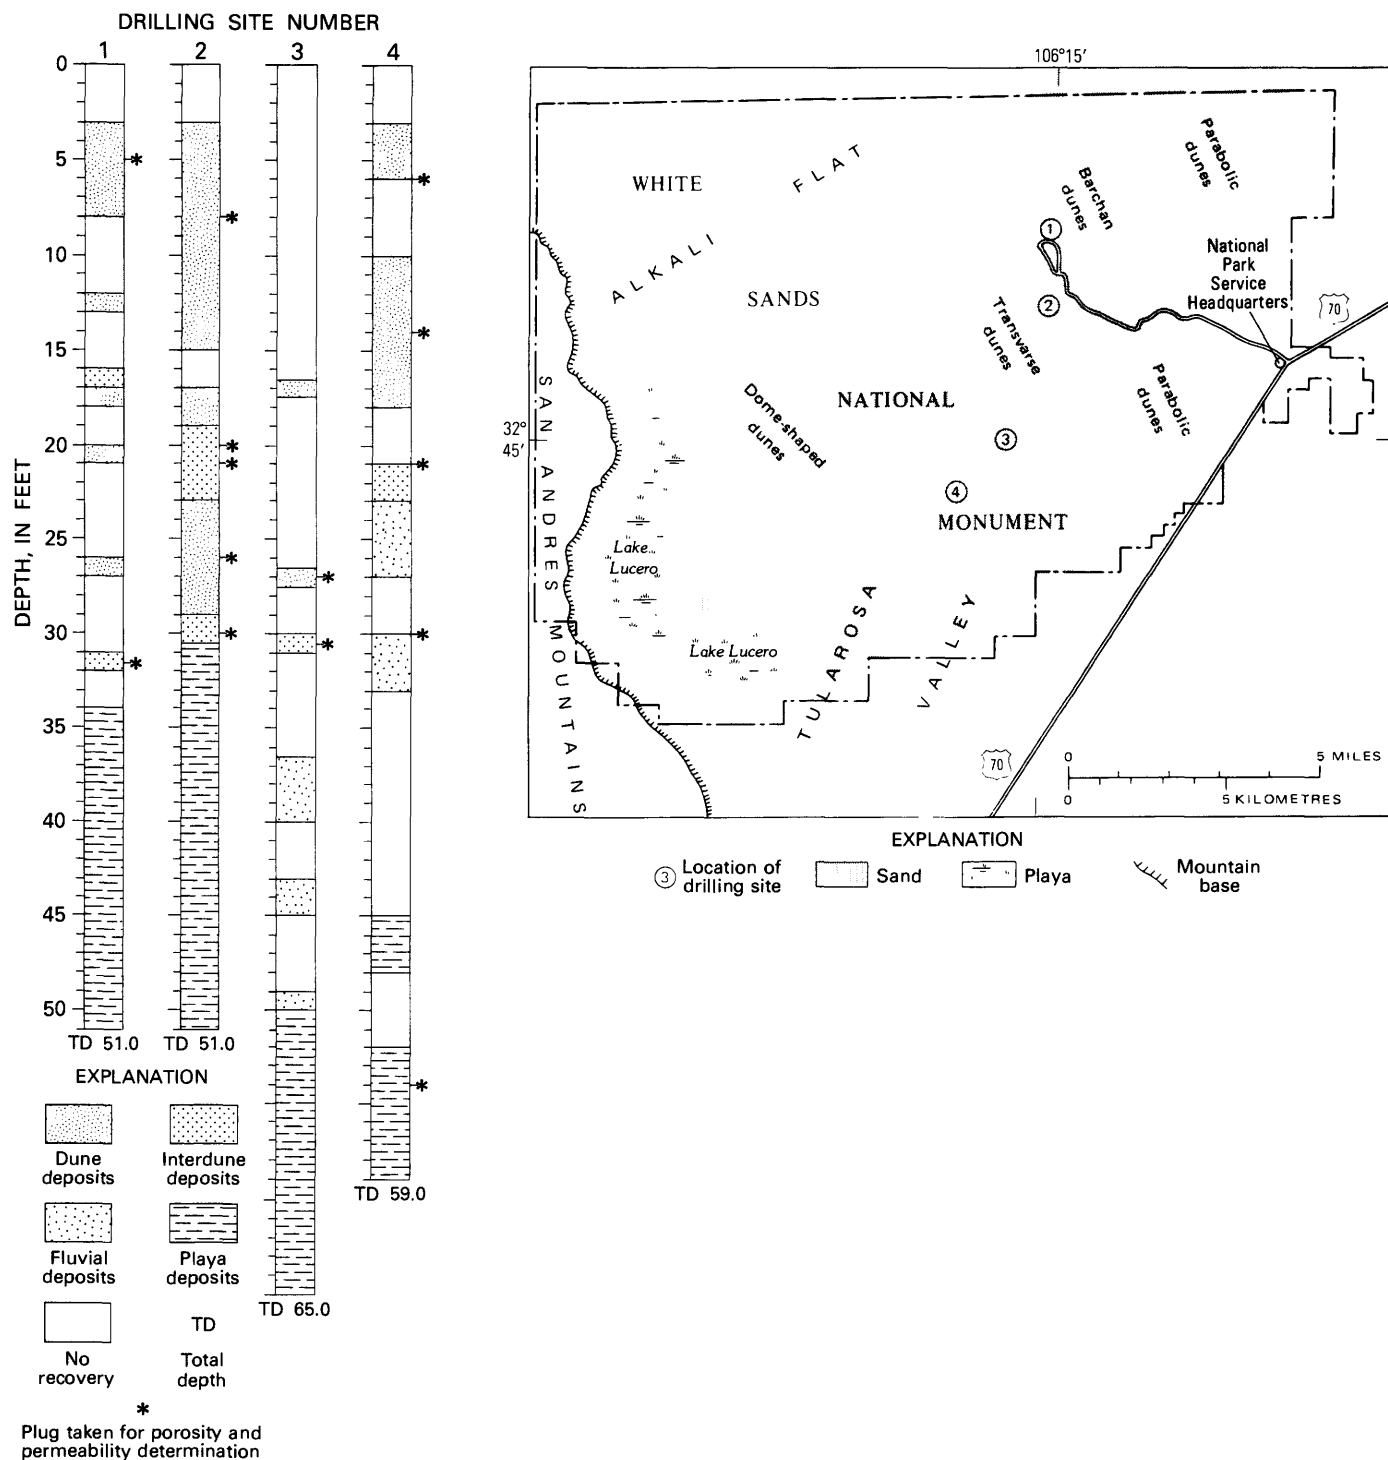 DRILLING SITE NUMBER
1 2 3 4
0
5
10
15
20
25
30
35
40
45
50
DEPTH, IN FEET
TD 51.0 TD 51.0
TD 59.0
TD 65.0
EXPLANATION
Dune
deposits
Interdune
deposits
Fluvial
deposits
Playa
deposits
No
recovery
TD
Total
depth
*
Plug taken for porosity and
permeability determination
106°15′
32°
45′
WHITE
SANDS
NATIONAL
MONUMENT
ALKALI FLAT
Parabolic
dunes
Barchan
dunes
1
2
National
Park
Service
Headquarters
70
Transvarse
dunes
Parabolic
dunes
Dome-shaped
dunes
3
4
SAN ANDRES
MOUNTAINS
Lake
Lucero
Lake Lucero
TULAROSA
VALLEY
70
0 5 MILES
0 5 KILOMETRES
EXPLANATION
3 Location of
drilling site
Sand
Playa
Mountain
base